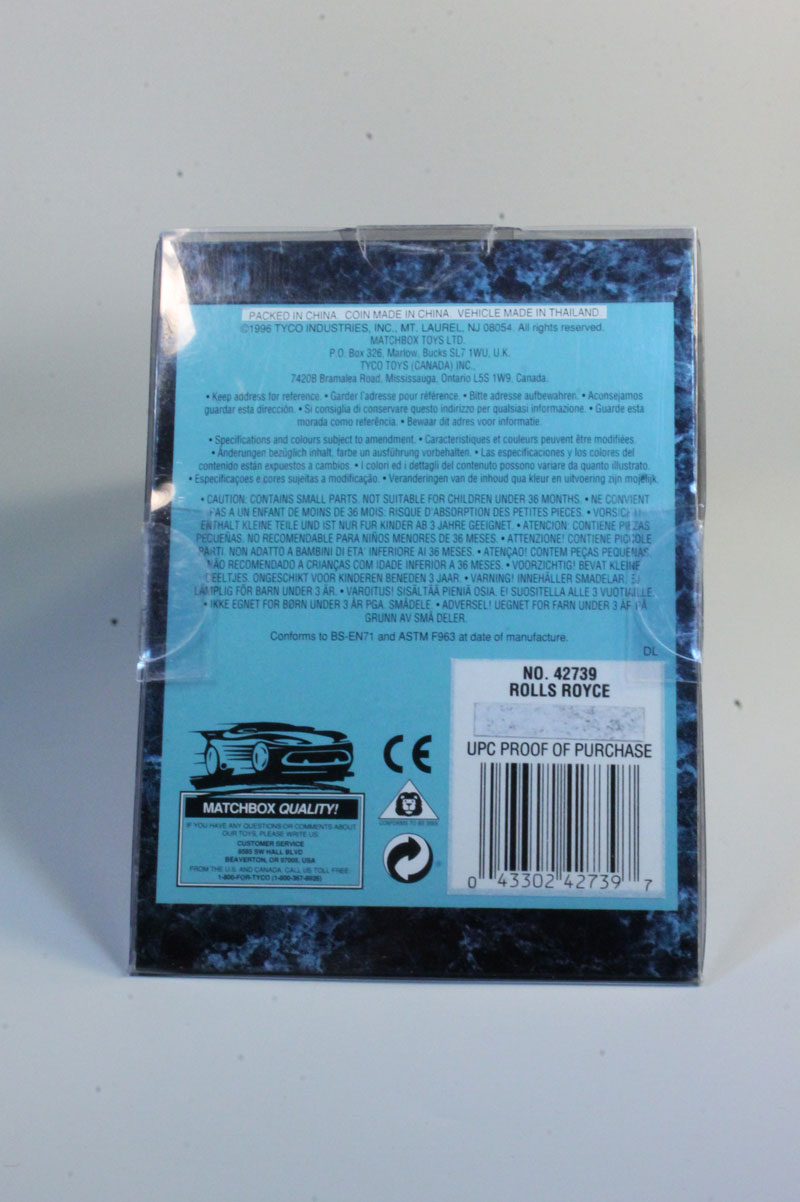 PACKED IN CHINA. COIN MADE IN CHINA. VEHICLE MADE IN THAILAND.
©1996 TYCO INDUSTRIES, INC., MT. LAUREL, NJ 08054. All rights reserved.
MATCHBOX TOYS LTD.
P.O. Box 326, Marlow, Bucks SL7 1WU, U.K.
TYCO TOYS (CANADA) INC.,
7420B Bramalea Road, Mississauga, Ontario L5S 1W9, Canada.
• Keep address for reference. • Garder l'adresse pour référence. • Bitte adresse aufbewahren. • Aconsejamos
guardar esta dirección. • Si consiglia di conservare questo indirizzo per qualsiasi informazione. • Guarde esta
morada como referência. • Bewaar dit adres voor informatie.
• Specifications and colours subject to amendment. • Caracteristiques et couleurs peuvent être modifiées.
• Änderungen bezüglich inhalt, farbe un ausführung vorbehalten. • Las especificaciones y los colores del
contenido están expuestos a cambios. • I colori ed i dettagli del contenuto possono variare da quanto illustrato.
• Especificaçoes e cores sujeitas a modificação. • Veranderingen van de inhoud qua kleur en uitvoering zijn mogelijk.
• CAUTION: CONTAINS SMALL PARTS. NOT SUITABLE FOR CHILDREN UNDER 36 MONTHS. • NE CONVIENT
PAS A UN ENFANT DE MOINS DE 36 MOIS: RISQUE D'ABSORPTION DES PETITES PIECES. • VORSICHT!
ENTHALT KLEINE TEILE UND IST NUR FUR KINDER AB 3 JAHRE GEEIGNET. • ATENCION: CONTIENE PIEZAS
PEQUEÑAS. NO RECOMENDABLE PARA NIÑOS MENORES DE 36 MESES. • ATTENZIONE! CONTIENE PICCOLE
PARTI. NON ADATTO A BAMBINI DI ETA' INFERIORE AI 36 MESES. • ATENÇAO! CONTEM PEÇAS PEQUENAS.
NÃO RECOMENDADO A CRIANÇAS COM IDADE INFERIOR A 36 MESES. • VOORZICHTIG! BEVAT KLEINE
DEELTJES. ONGESCHIKT VOOR KINDEREN BENEDEN 3 JAAR. • VARNING! INNEHÅLLER SMADELAR. EJ
LÄMPLIG FÖR BARN UNDER 3 ÅR. • VAROITUS! SISÄLTÄÄ PIENIÄ OSIA. EI SUOSITELLA ALLE 3 VUOTIAILLE.
• IKKE EGNET FOR BØRN UNDER 3 ÅR PGA. SMÅDELE. • ADVERSEL! UEGNET FOR FARN UNDER 3 ÅR PÅ
GRUNN AV SMÅ DELER.
Conforms to BS-EN71 and ASTM F963 at date of manufacture.
DL
NO. 42739
ROLLS ROYCE
UPC PROOF OF PURCHASE
0 43302 42739 7
CE
CONFORMS TO BS 5665
MATCHBOX QUALITY!
IF YOU HAVE ANY QUESTIONS OR COMMENTS ABOUT
OUR TOYS, PLEASE WRITE US:
CUSTOMER SERVICE
9595 SW HALL BLVD
BEAVERTON, OR 97005, USA
FROM THE U.S. AND CANADA, CALL US TOLL FREE:
1-800-FOR-TYCO (1-800-367-8926)